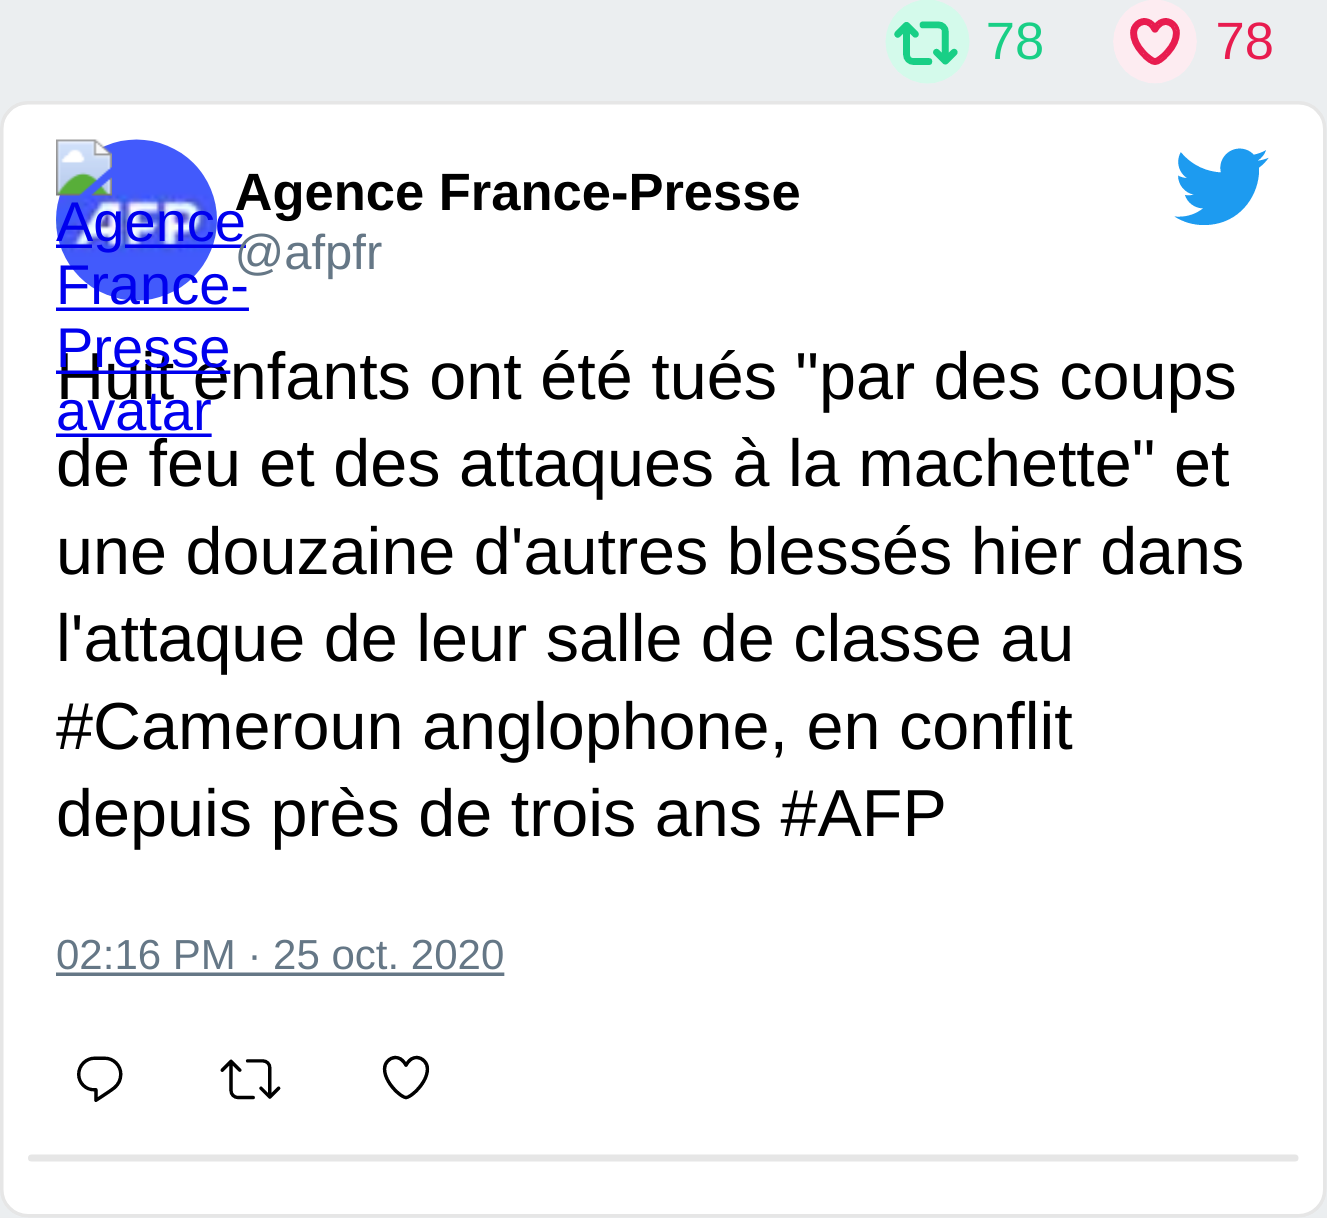 78 78
Agence France-Presse
@afpfr
Agence
France-
Presse
avatar
Huit enfants ont été tués "par des coups
de feu et des attaques à la machette" et
une douzaine d'autres blessés hier dans
l'attaque de leur salle de classe au
#Cameroun anglophone, en conflit
depuis près de trois ans #AFP
02:16 PM · 25 oct. 2020